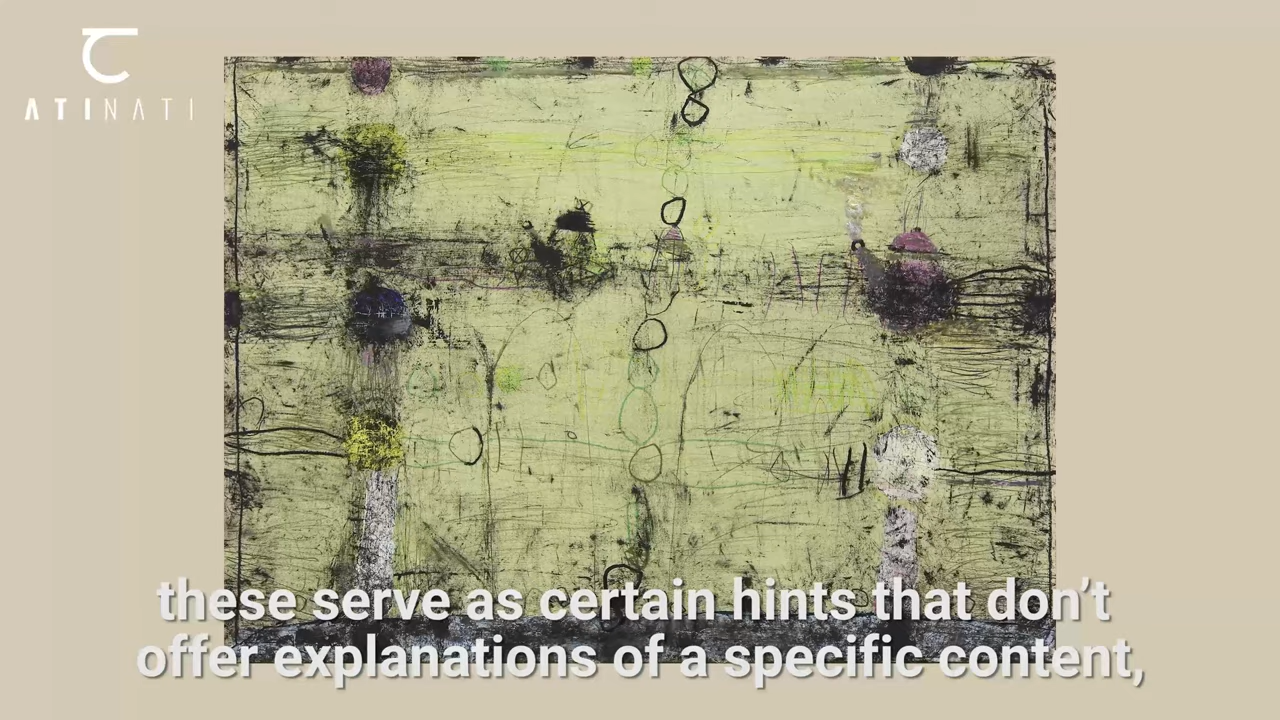 ATINATI
these serve as certain hints that don't
offer explanations of a specific content,